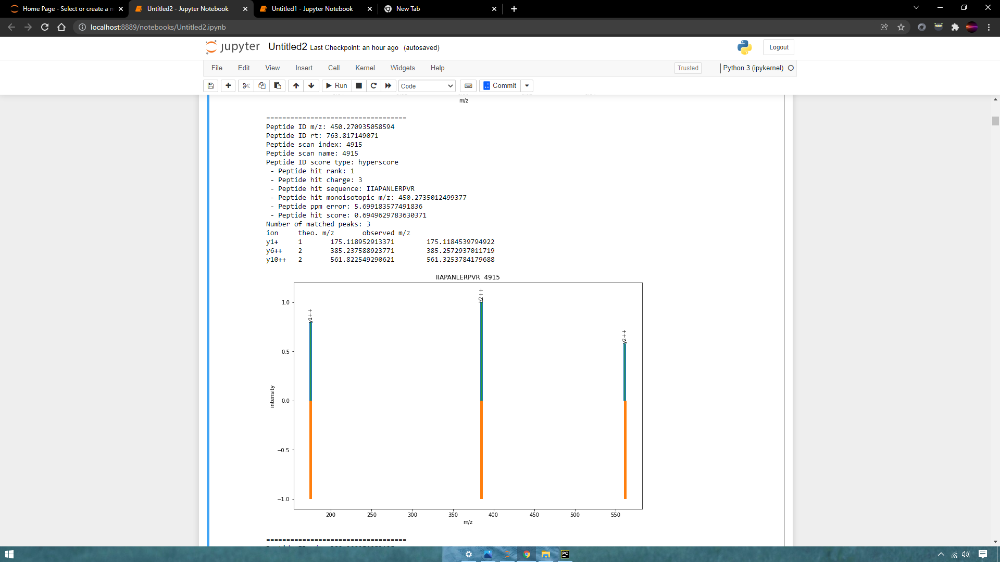 Home Page - Select or create a n
Untitled2 - Jupyter Notebook
Untitled1 - Jupyter Notebook
New Tab
localhost:8889/notebooks/Untitled2.ipynb
jupyter Untitled2 Last Checkpoint: an hour ago (autosaved)
Logout
File Edit View Insert Cell Kernel Widgets Help
Trusted
Python 3 (ipykernel)
Run
Code
Commit
m/z
===================================
Peptide ID m/z: 450.270935058594
Peptide ID rt: 763.817149071
Peptide scan index: 4915
Peptide scan name: 4915
Peptide ID score type: hyperscore
- Peptide hit rank: 1
- Peptide hit charge: 3
- Peptide hit sequence: IIAPANLERPVR
- Peptide hit monoisotopic m/z: 450.2735012499377
- Peptide ppm error: 5.699183577491836
- Peptide hit score: 0.6949629783630371
Number of matched peaks: 3
ion theo. m/z observed m/z
y1+ 1 175.118952913371 175.1184539794922
y6++ 2 385.237588923771 385.2572937011719
y10++ 2 561.822549290621 561.3253784179688
IIAPANLERPVR 4915
y1++
b2++
y2++
1.0
0.5
0.0
−0.5
−1.0
intensity
200 250 300 350 400 450 500 550
m/z
===================================
PC